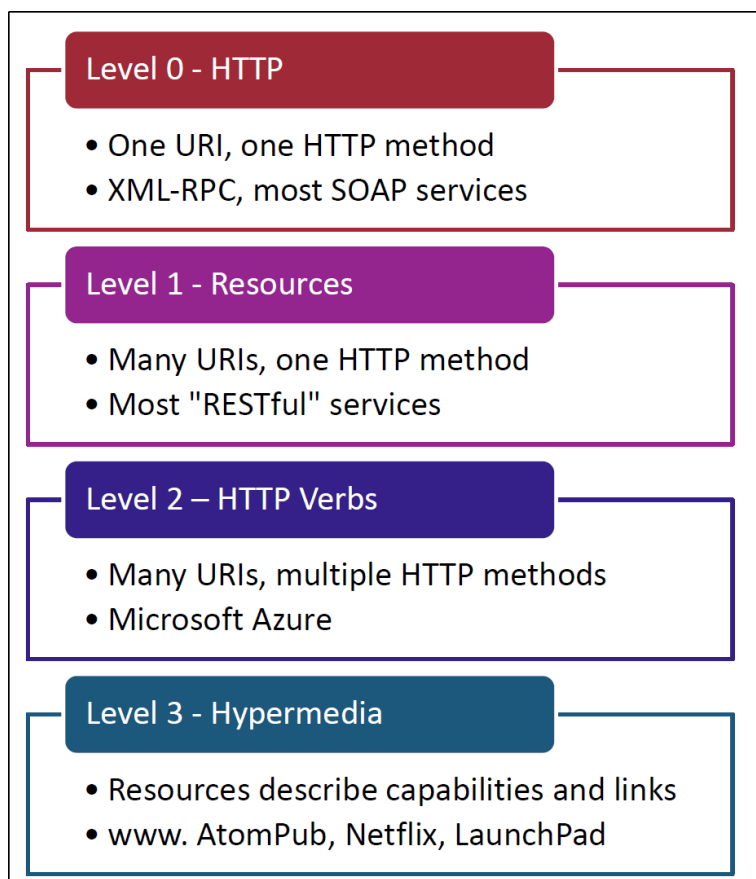 Level 0 - HTTP
• One URI, one HTTP method
• XML-RPC, most SOAP services
Level 1 - Resources
• Many URIs, one HTTP method
• Most "RESTful" services
Level 2 – HTTP Verbs
• Many URIs, multiple HTTP methods
• Microsoft Azure
Level 3 - Hypermedia
• Resources describe capabilities and links
• www. AtomPub, Netflix, LaunchPad